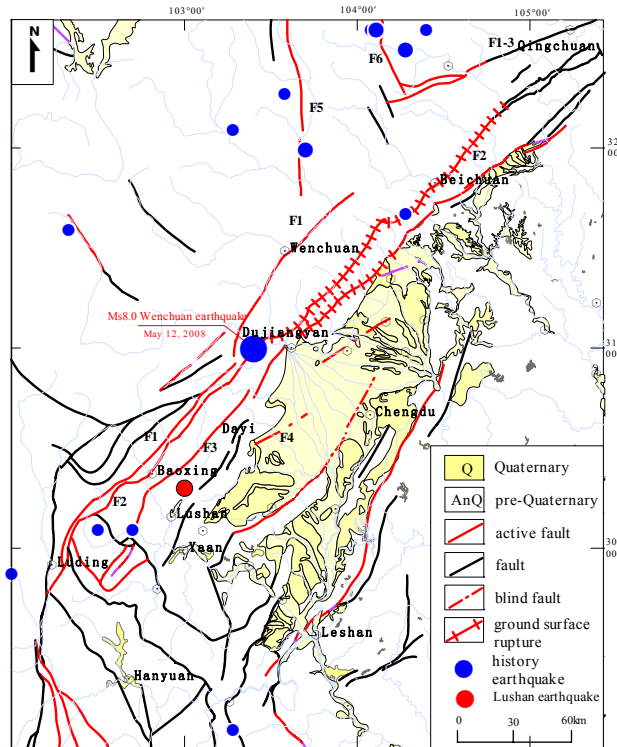 103°00'
104°00'
105°00'
N
F1-3
Qingchuan
F6
F5
32
00
F2
Beichuan
F1
Wenchuan
Ms8.0 Wenchuan earthquake
May 12, 2008
Dujiangyan
31
00
Dayi
Chengdu
F1
F3
F4
Baoxing
F2
Lushan
Yaan
30
00
Luding
Leshan
Hanyuan
Q Quaternary
AnQ pre-Quaternary
active fault
fault
blind fault
ground surface
rupture
history
earthquake
Lushan earthquake
0 30 60km